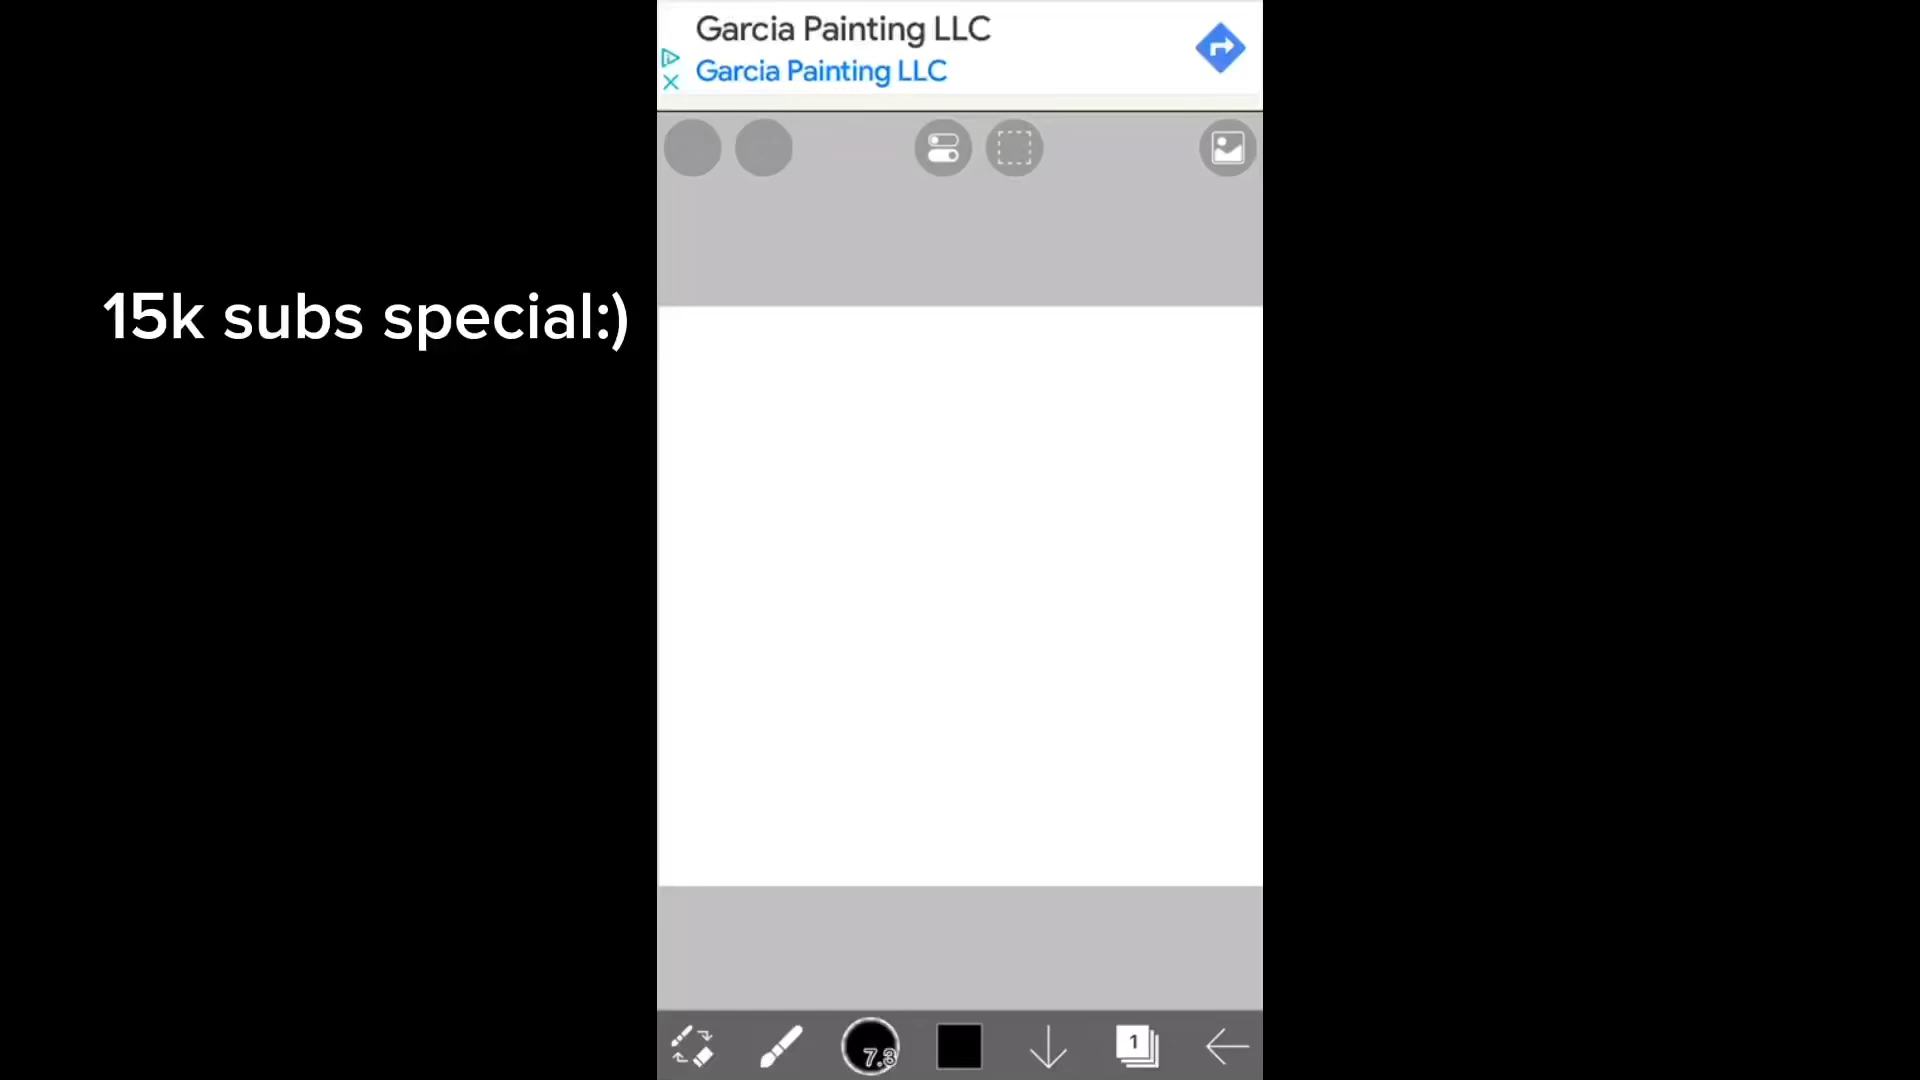 Garcia Painting LLC
Garcia Painting LLC
15k subs special:)
7.3
1